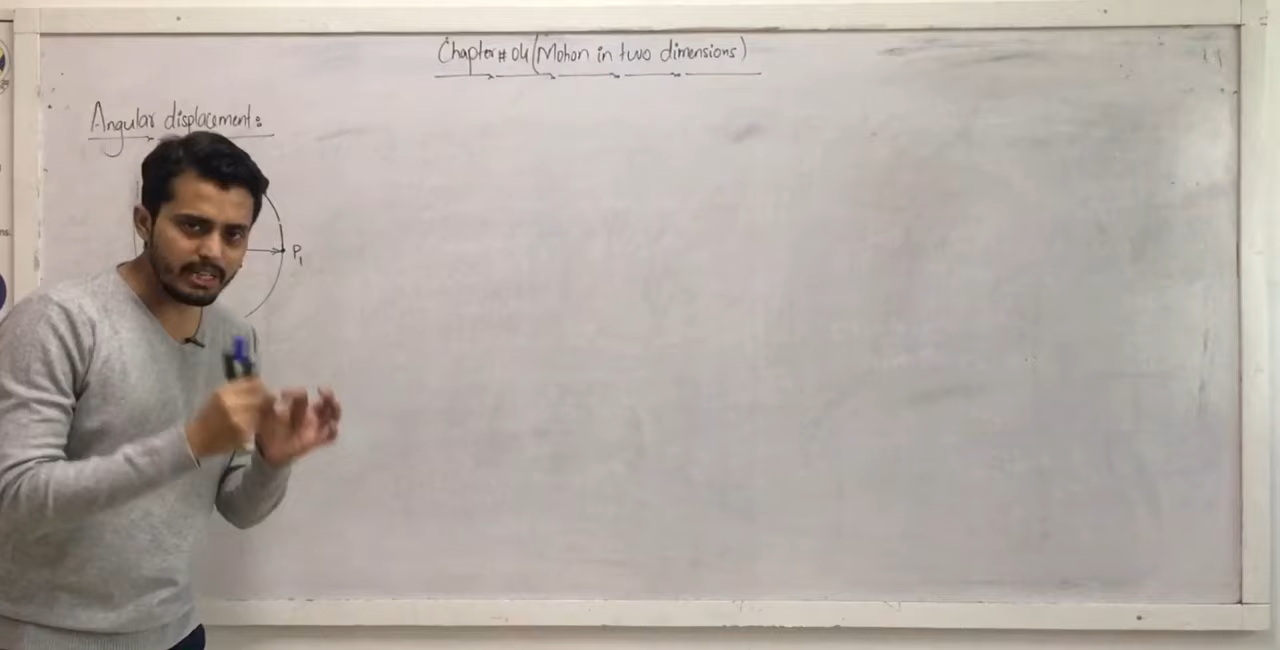 Chapter # 04 (Motion in two dimensions)
Angular displacement:
P₁